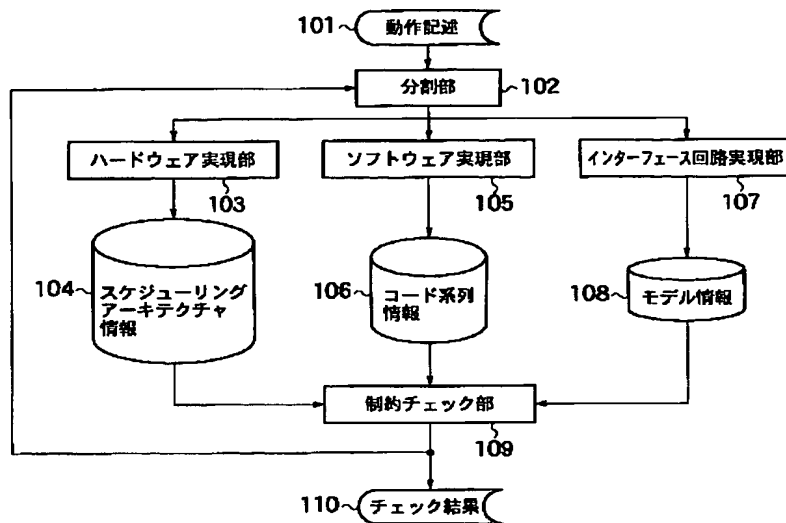 101
動作記述
分割部
102
ハードウェア実現部
103
ソフトウェア実現部
105
インターフェース回路実現部
107
104
スケジューリング
アーキテクチャ
情報
106
コード系列
情報
108
モデル情報
制約チェック部
109
110
チェック結果